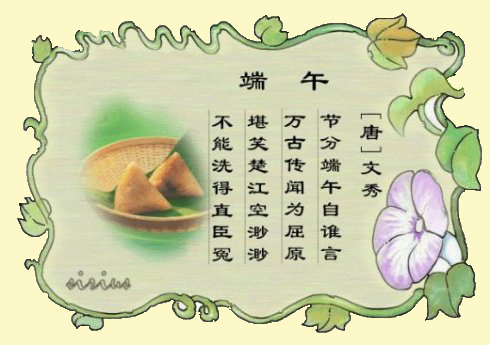 端午
［唐］文秀
节分端午自谁言
万古传闻为屈原
堪笑楚江空渺渺
不能洗得直臣冤
sirius